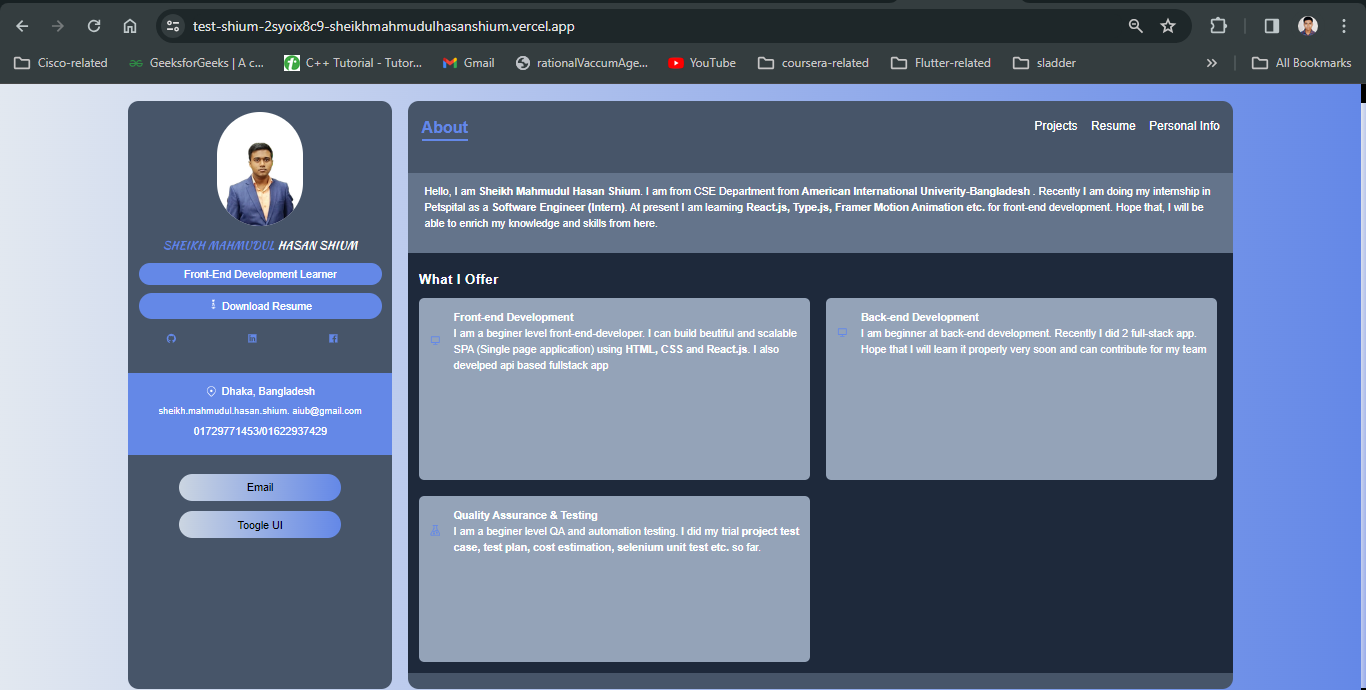 test-shium-2syoix8c9-sheikhmahmudulhasanshium.vercel.app
Cisco-related
GeeksforGeeks | A c...
C++ Tutorial - Tutor...
Gmail
rationalVaccumAge...
YouTube
coursera-related
Flutter-related
sladder
All Bookmarks
SHEIKH MAHMUDUL HASAN SHIUM
Front-End Development Learner
Download Resume
Dhaka, Bangladesh
sheikh.mahmudul.hasan.shium. aiub@gmail.com
01729771453/01622937429
Email
Toogle UI
About
Projects
Resume
Personal Info
Hello, I am Sheikh Mahmudul Hasan Shium. I am from CSE Department from American International Univerity-Bangladesh . Recently I am doing my internship in
Petspital as a Software Engineer (Intern). At present I am learning React.js, Type.js, Framer Motion Animation etc. for front-end development. Hope that, I will be
able to enrich my knowledge and skills from here.
What I Offer
Front-end Development
I am a beginer level front-end-developer. I can build beutiful and scalable
SPA (Single page application) using HTML, CSS and React.js. I also
develped api based fullstack app
Back-end Development
I am beginner at back-end development. Recently I did 2 full-stack app.
Hope that I will learn it properly very soon and can contribute for my team
Quality Assurance & Testing
I am a beginer level QA and automation testing. I did my trial project test
case, test plan, cost estimation, selenium unit test etc. so far.